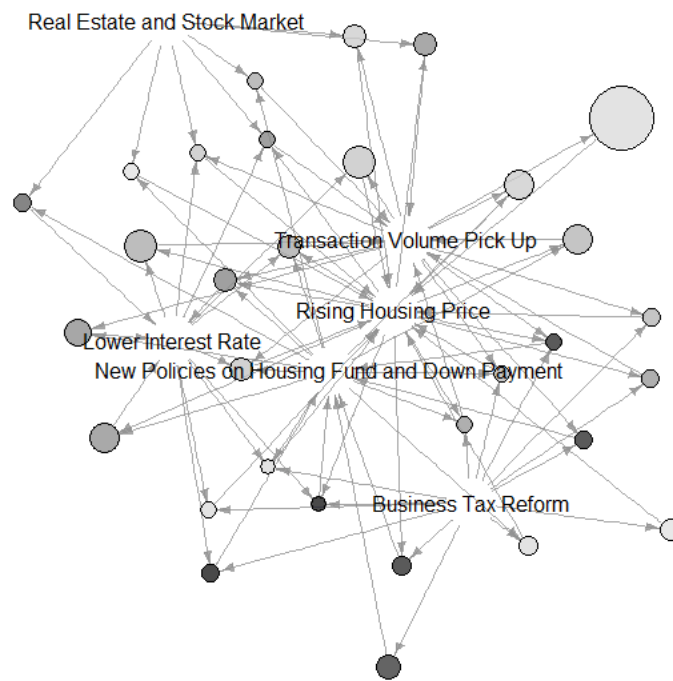 Real Estate and Stock Market
Transaction Volume Pick Up
Rising Housing Price
Lower Interest Rate
New Policies on Housing Fund and Down Payment
Business Tax Reform